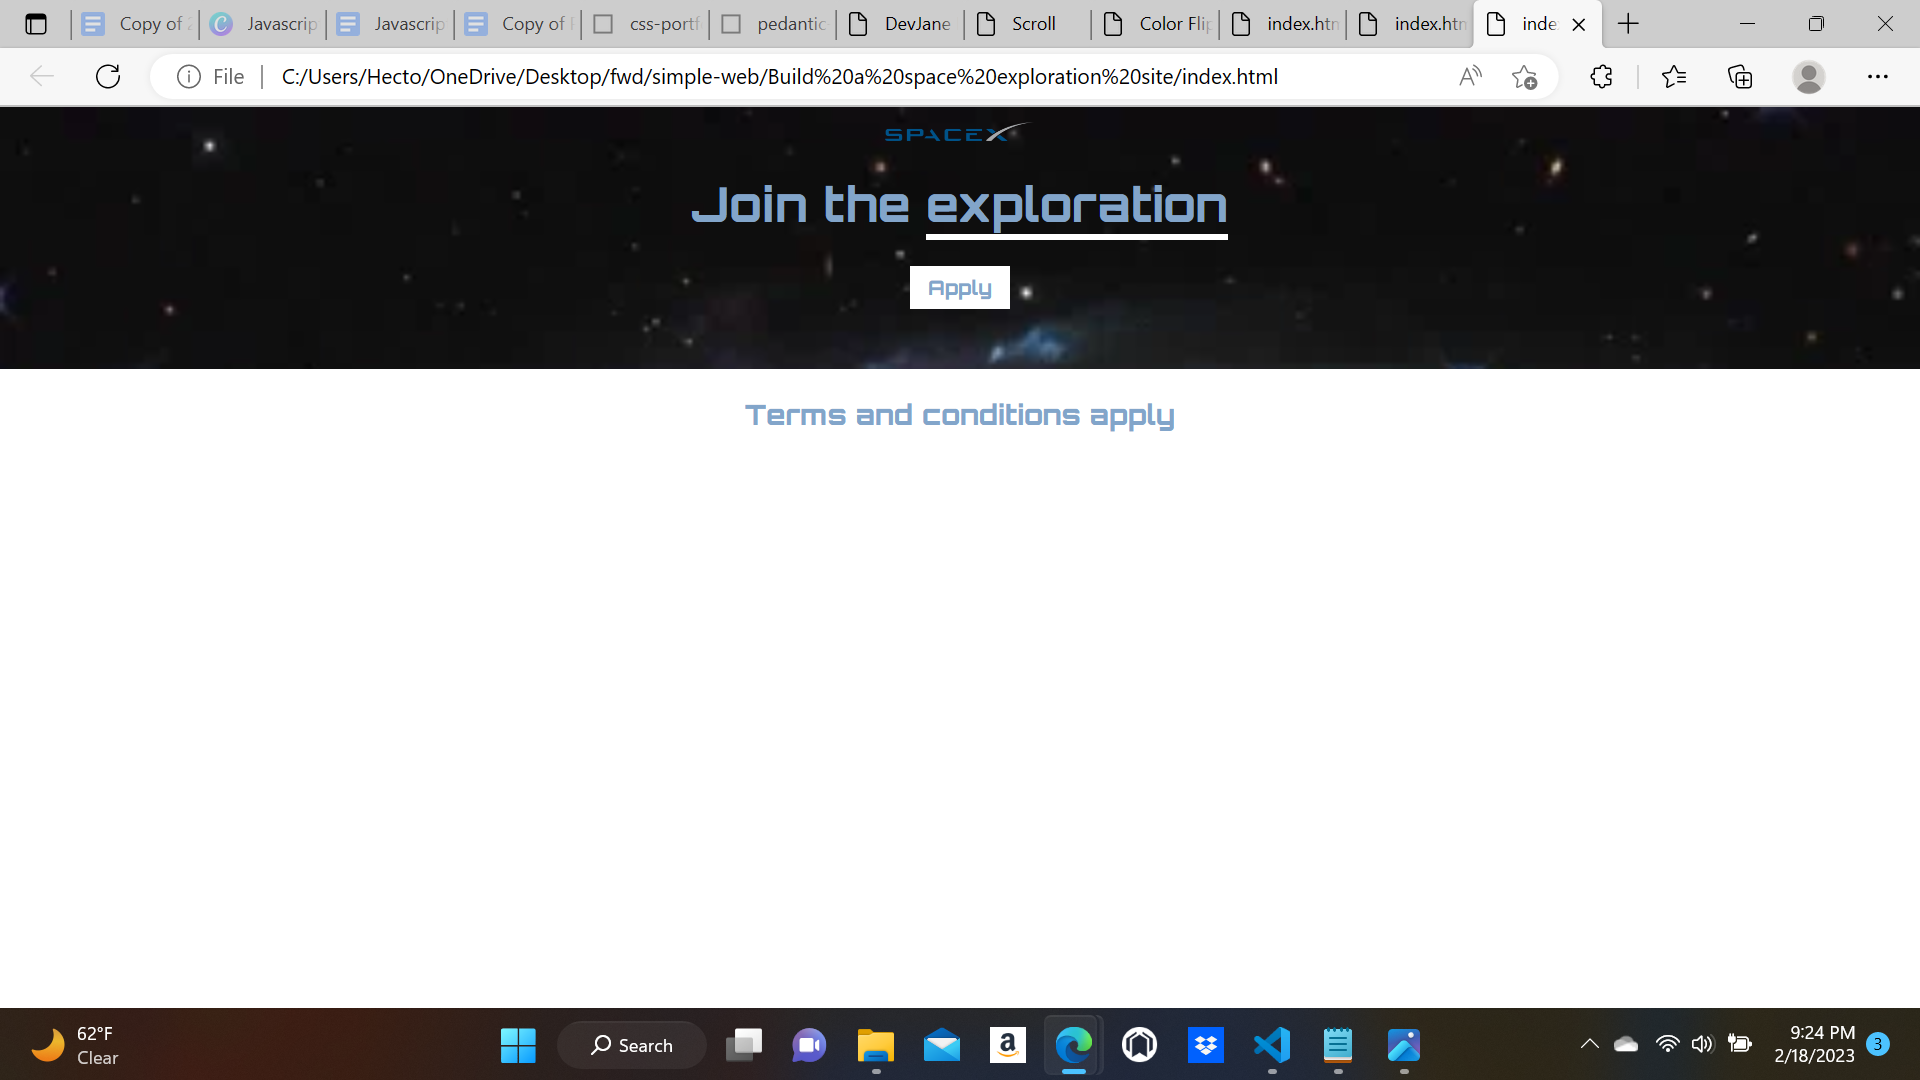 Copy of 2
Javascrip
Javascrip
Copy of F
css-portf
pedantic-
DevJane
Scroll
Color Flip
index.htm
index.htm
inde
File
C:/Users/Hecto/OneDrive/Desktop/fwd/simple-web/Build%20a%20space%20exploration%20site/index.html
SPACEX
Join the exploration
Apply
Terms and conditions apply
62°F
Clear
Search
9:24 PM
2/18/2023
3